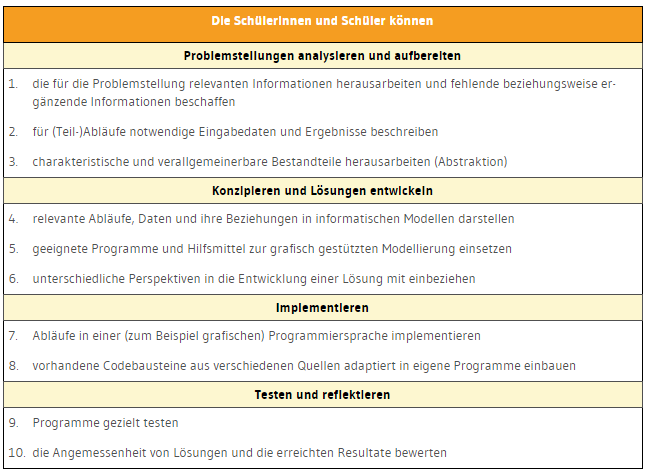 Die Schülerinnen und Schüler können
Problemstellungen analysieren und aufbereiten
1. die für die Problemstellung relevanten Informationen herausarbeiten und fehlende beziehungsweise er-
gänzende Informationen beschaffen
2. für (Teil-)Abläufe notwendige Eingabedaten und Ergebnisse beschreiben
3. charakteristische und verallgemeinerbare Bestandteile herausarbeiten (Abstraktion)
Konzipieren und Lösungen entwickeln
4. relevante Abläufe, Daten und ihre Beziehungen in informatischen Modellen darstellen
5. geeignete Programme und Hilfsmittel zur grafisch gestützten Modellierung einsetzen
6. unterschiedliche Perspektiven in die Entwicklung einer Lösung mit einbeziehen
Implementieren
7. Abläufe in einer (zum Beispiel grafischen) Programmiersprache implementieren
8. vorhandene Codebausteine aus verschiedenen Quellen adaptiert in eigene Programme einbauen
Testen und reflektieren
9. Programme gezielt testen
10. die Angemessenheit von Lösungen und die erreichten Resultate bewerten